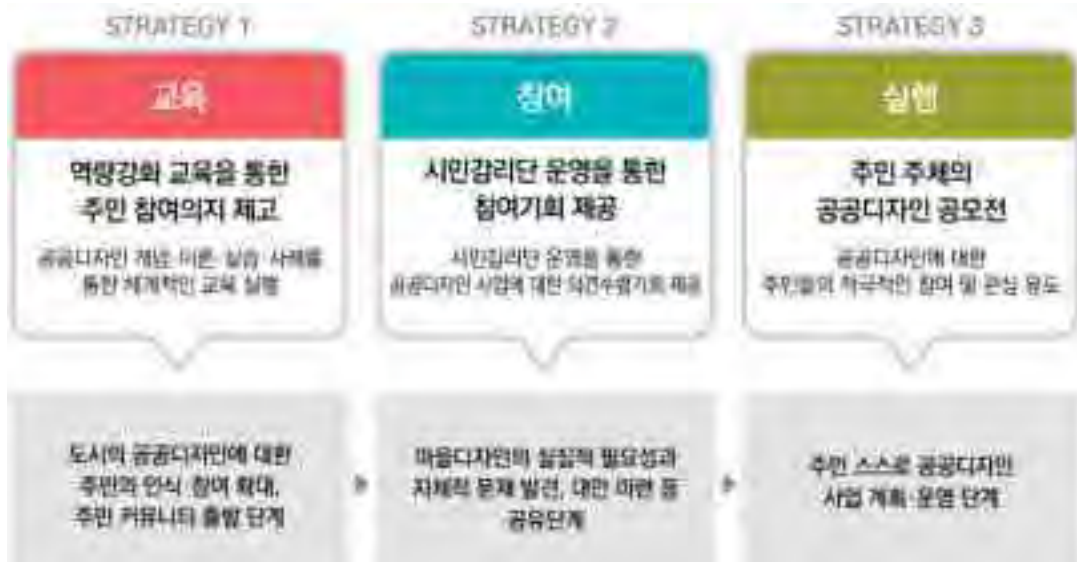 STRATEGY 1
교육
역량강화 교육을 통한
주민 참여의지 제고
공공디자인 개념·이론·실습·사례를
통한 체계적인 교육 실행
도시의 공공디자인에 대한
주민의 인식·참여 확대,
주민 커뮤니티 출발 단계
STRATEGY 2
참여
시민감리단 운영을 통한
참여기회 제공
시민감리단 운영을 통한
공공디자인 사업에 대한 의견수렴기회 제공
마을디자인의 실질적 필요성과
자체적 문제 발견, 대안 마련 등
공유단계
STRATEGY 3
실행
주민 주체의
공공디자인 공모전
공공디자인에 대한
주민들의 적극적인 참여 및 관심 유도
주민 스스로 공공디자인
사업 계획·운영 단계